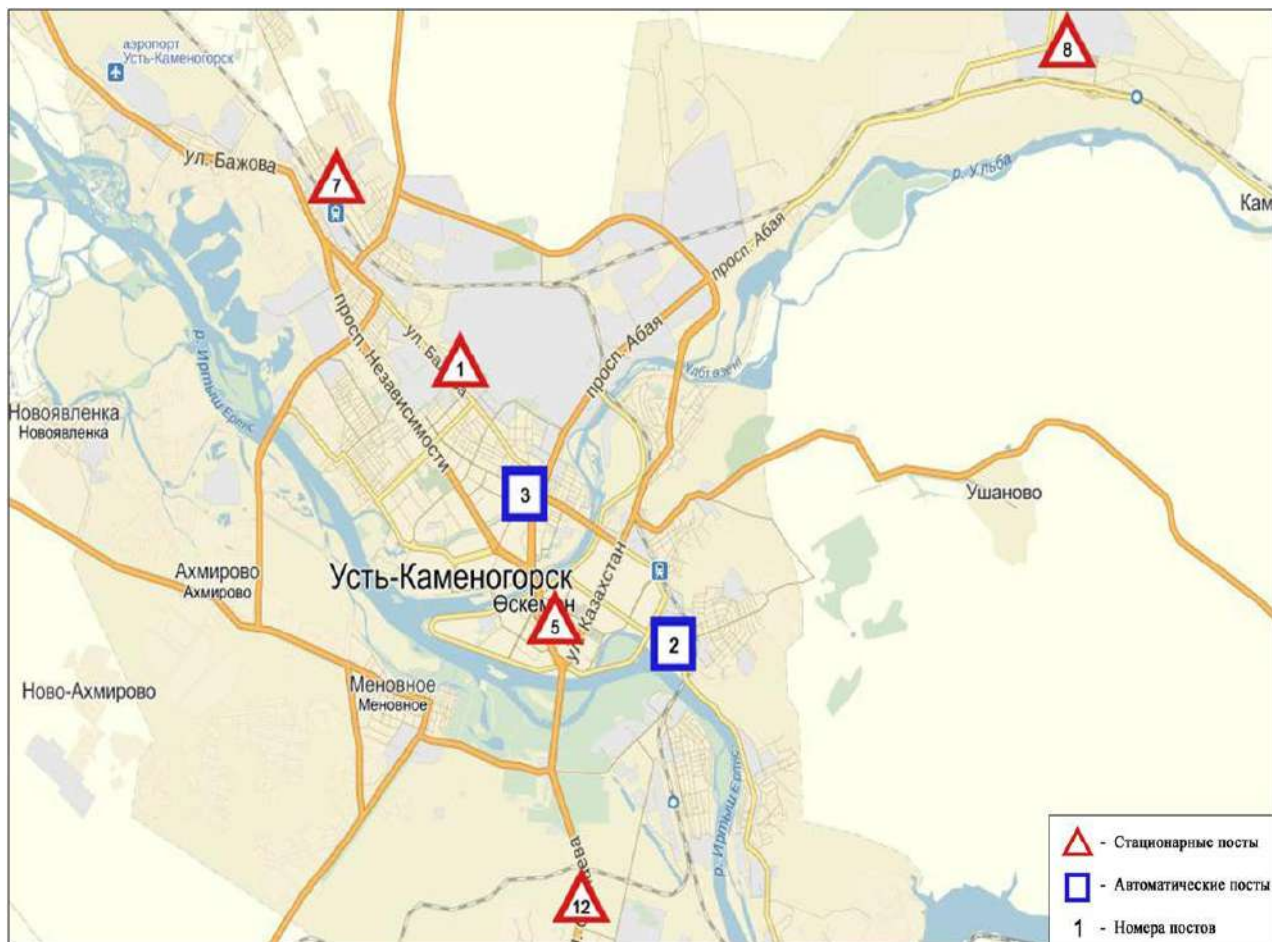 аэропорт
Усть-Каменогорск
8
ул. Бажова
7
р. Ульба
Кам
просп. Абая
просп. Абая
просп. Независимости
1
р. Иртыш Ертіс
Новоявленка
Новоявленка
3
Ушаново
Ахмирово
Ахмирово
Усть-Каменогорск
Өскемен
5
ул. Казахстан
2
Ново-Ахмирово
Меновное
Меновное
р. Иртыш Ертіс
12
- Стационарные посты
- Автоматические посты
1 - Номера постов